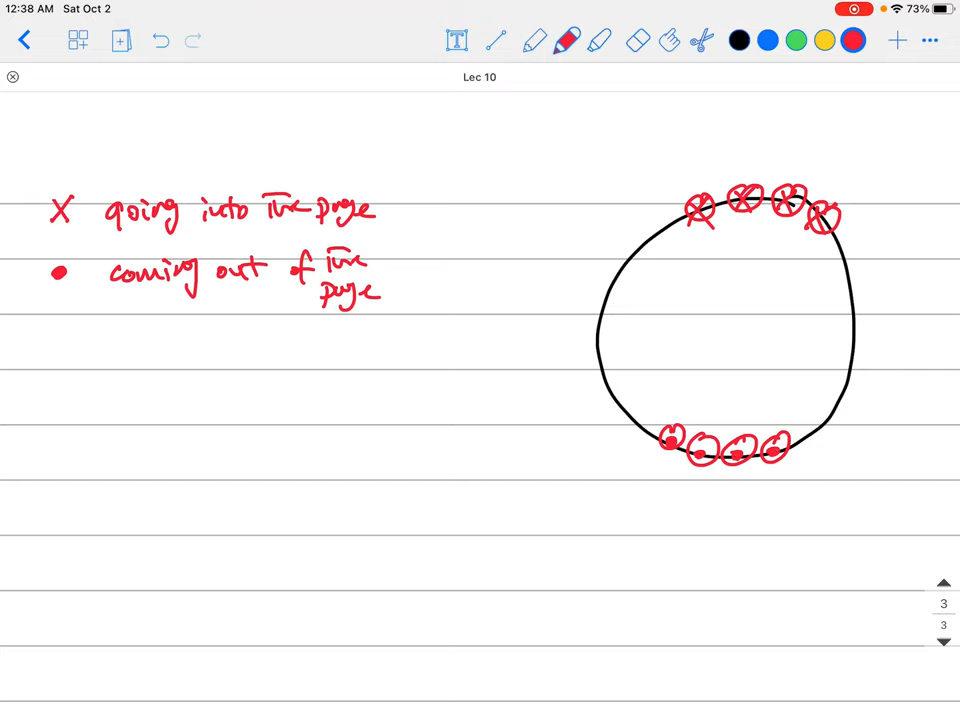 12:38 AM Sat Oct 2
73%
T
Lec 10
X going into the page
• coming out of the
page
3
3